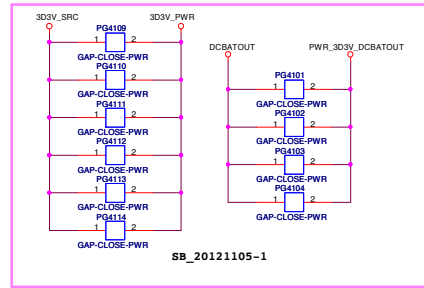 3D3V_SRC 3D3V_PWR
PG4109
1 2
GAP-CLOSE-PWR
PG4110
1 2
GAP-CLOSE-PWR
PG4111
1 2
GAP-CLOSE-PWR
PG4112
1 2
GAP-CLOSE-PWR
PG4113
1 2
GAP-CLOSE-PWR
PG4114
1 2
GAP-CLOSE-PWR
DCBATOUT PWR_3D3V_DCBATOUT
PG4101
1 2
GAP-CLOSE-PWR
PG4102
1 2
GAP-CLOSE-PWR
PG4103
1 2
GAP-CLOSE-PWR
PG4104
1 2
GAP-CLOSE-PWR
SB_20121105-1